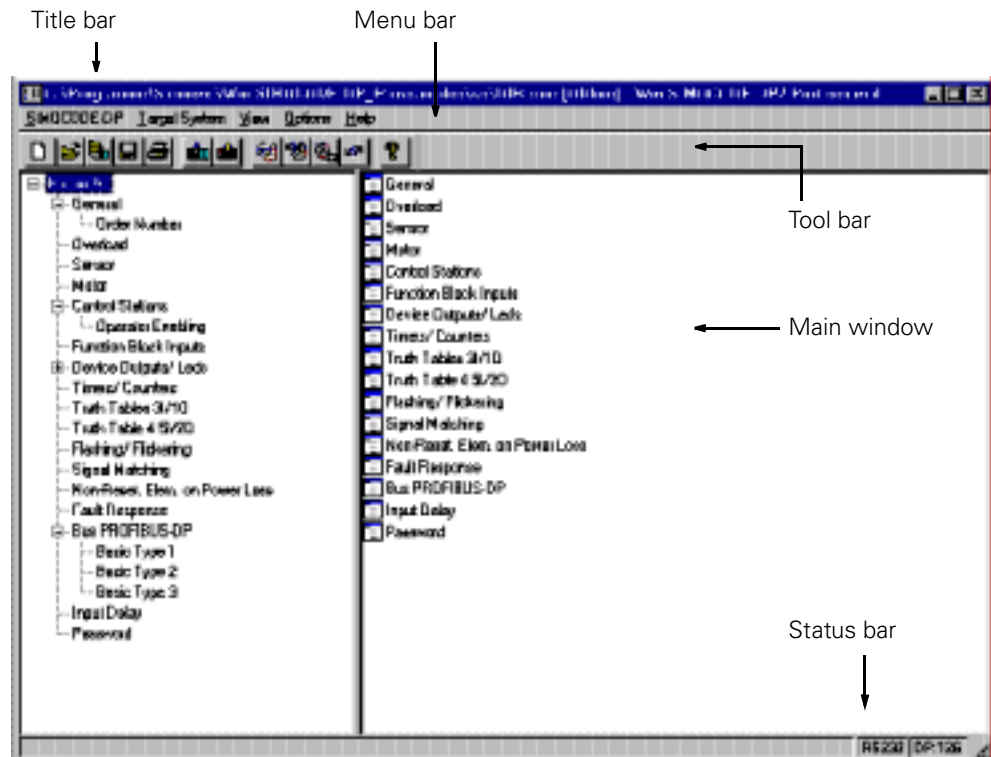 Title bar
Menu bar
SIMOCODE-DP Target System View Options Help
Tool bar
General
Order Number
Overload
Sensor
Motor
Control Stations
Operator Enabling
Function Block Inputs
Device Outputs/ Leds
Timers/ Counters
Truth Tables 3I/1O
Truth Table 4 5I/2O
Flashing/ Flickering
Signal Matching
Non-Reset. Elem. on Power Loss
Fault Response
Bus PROFIBUS-DP
Basic Type 1
Basic Type 2
Basic Type 3
Input Delay
Password
General
Overload
Sensor
Motor
Control Stations
Function Block Inputs
Device Outputs/ Leds
Timers/ Counters
Truth Tables 3I/1O
Truth Table 4 5I/2O
Flashing/ Flickering
Signal Matching
Non-Reset. Elem. on Power Loss
Fault Response
Bus PROFIBUS-DP
Input Delay
Password
Main window
Status bar
RS232 DP:126